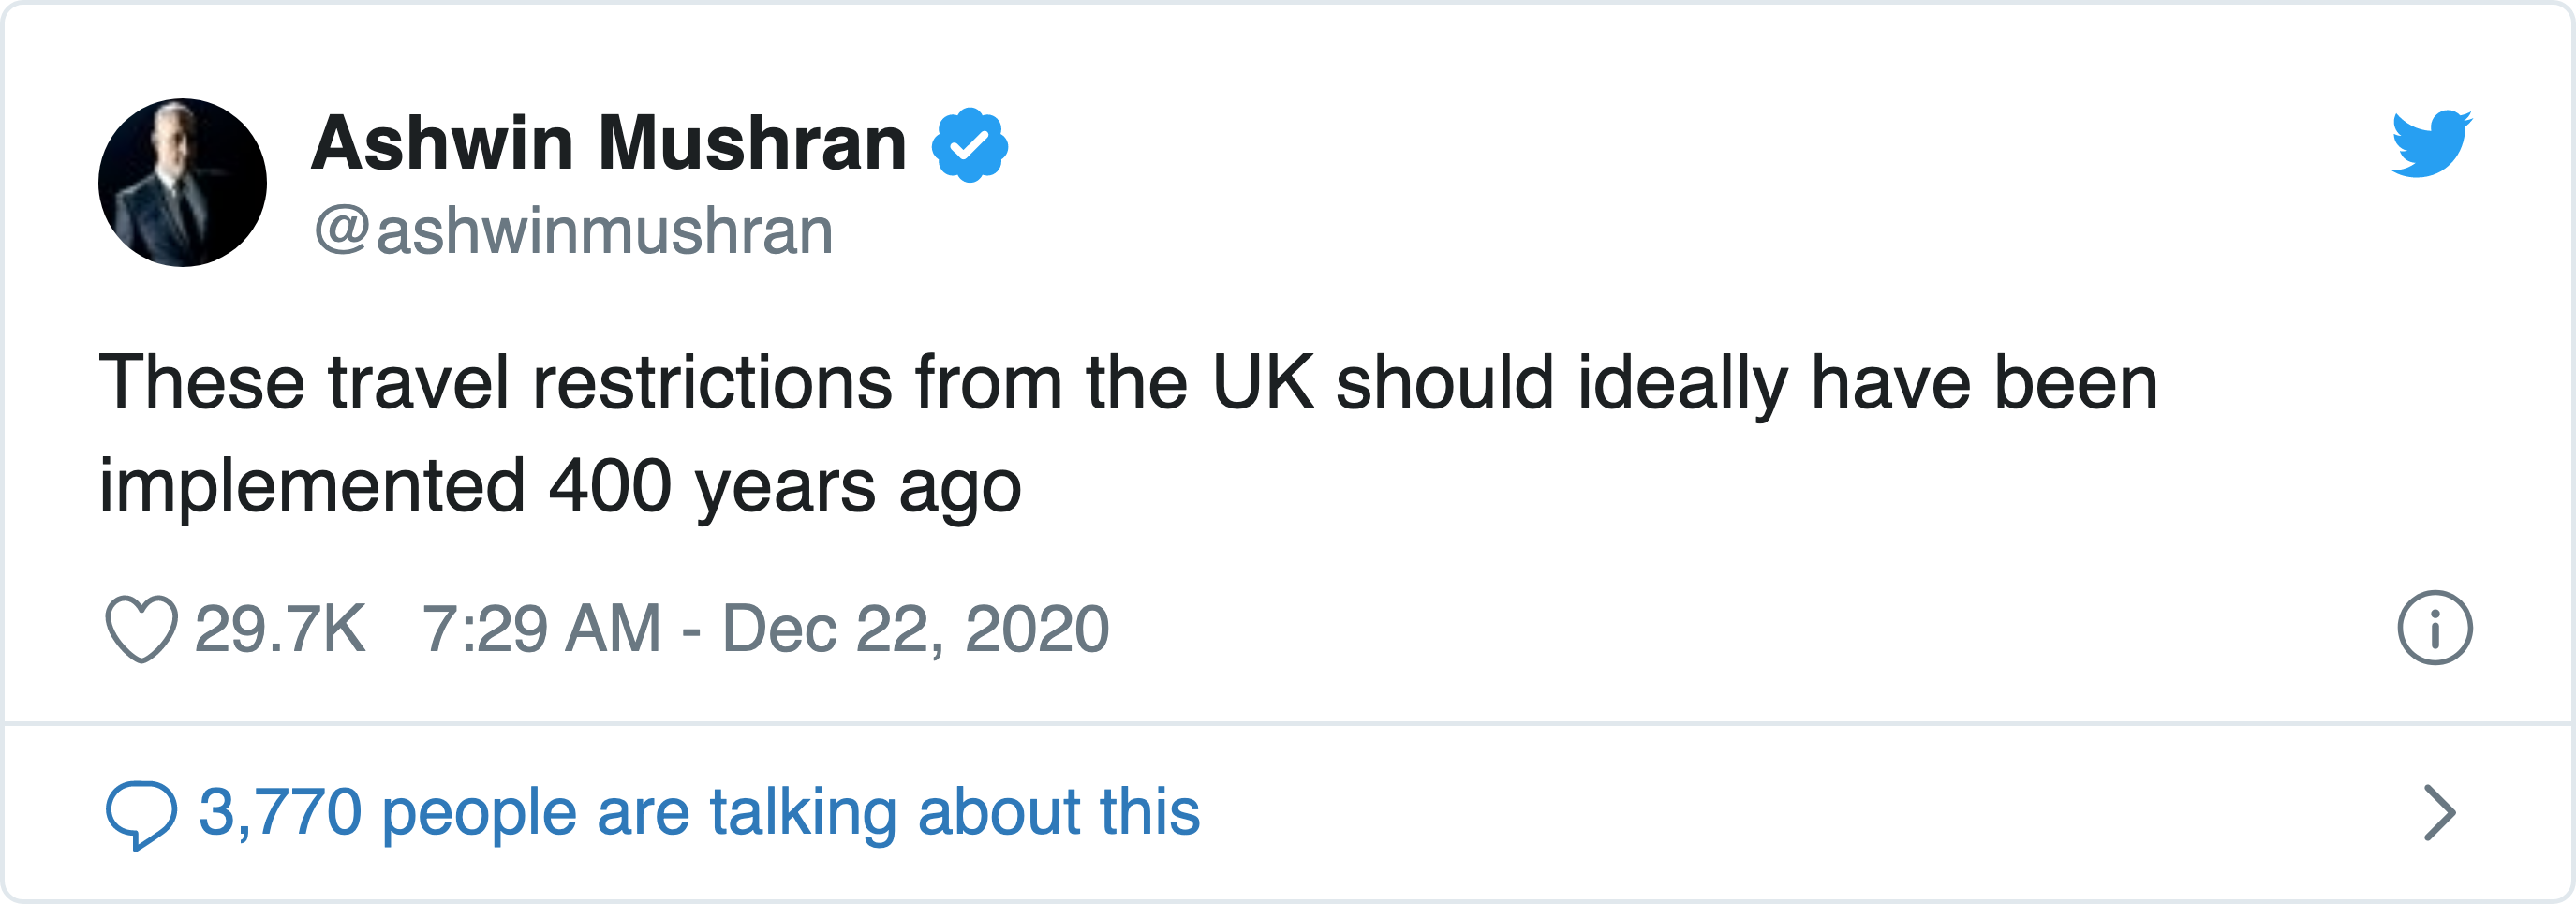 Ashwin Mushran
@ashwinmushran
These travel restrictions from the UK should ideally have been
implemented 400 years ago
29.7K 7:29 AM - Dec 22, 2020
3,770 people are talking about this